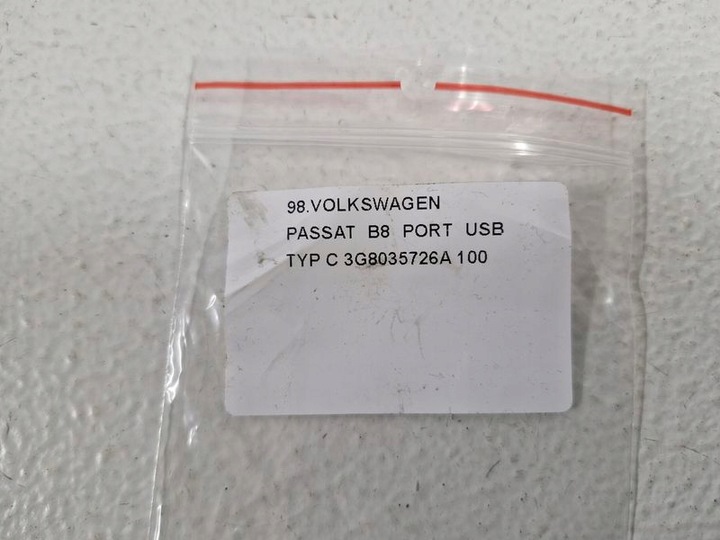 98.VOLKSWAGEN
PASSAT B8 PORT USB
TYP C 3G8035726A 100